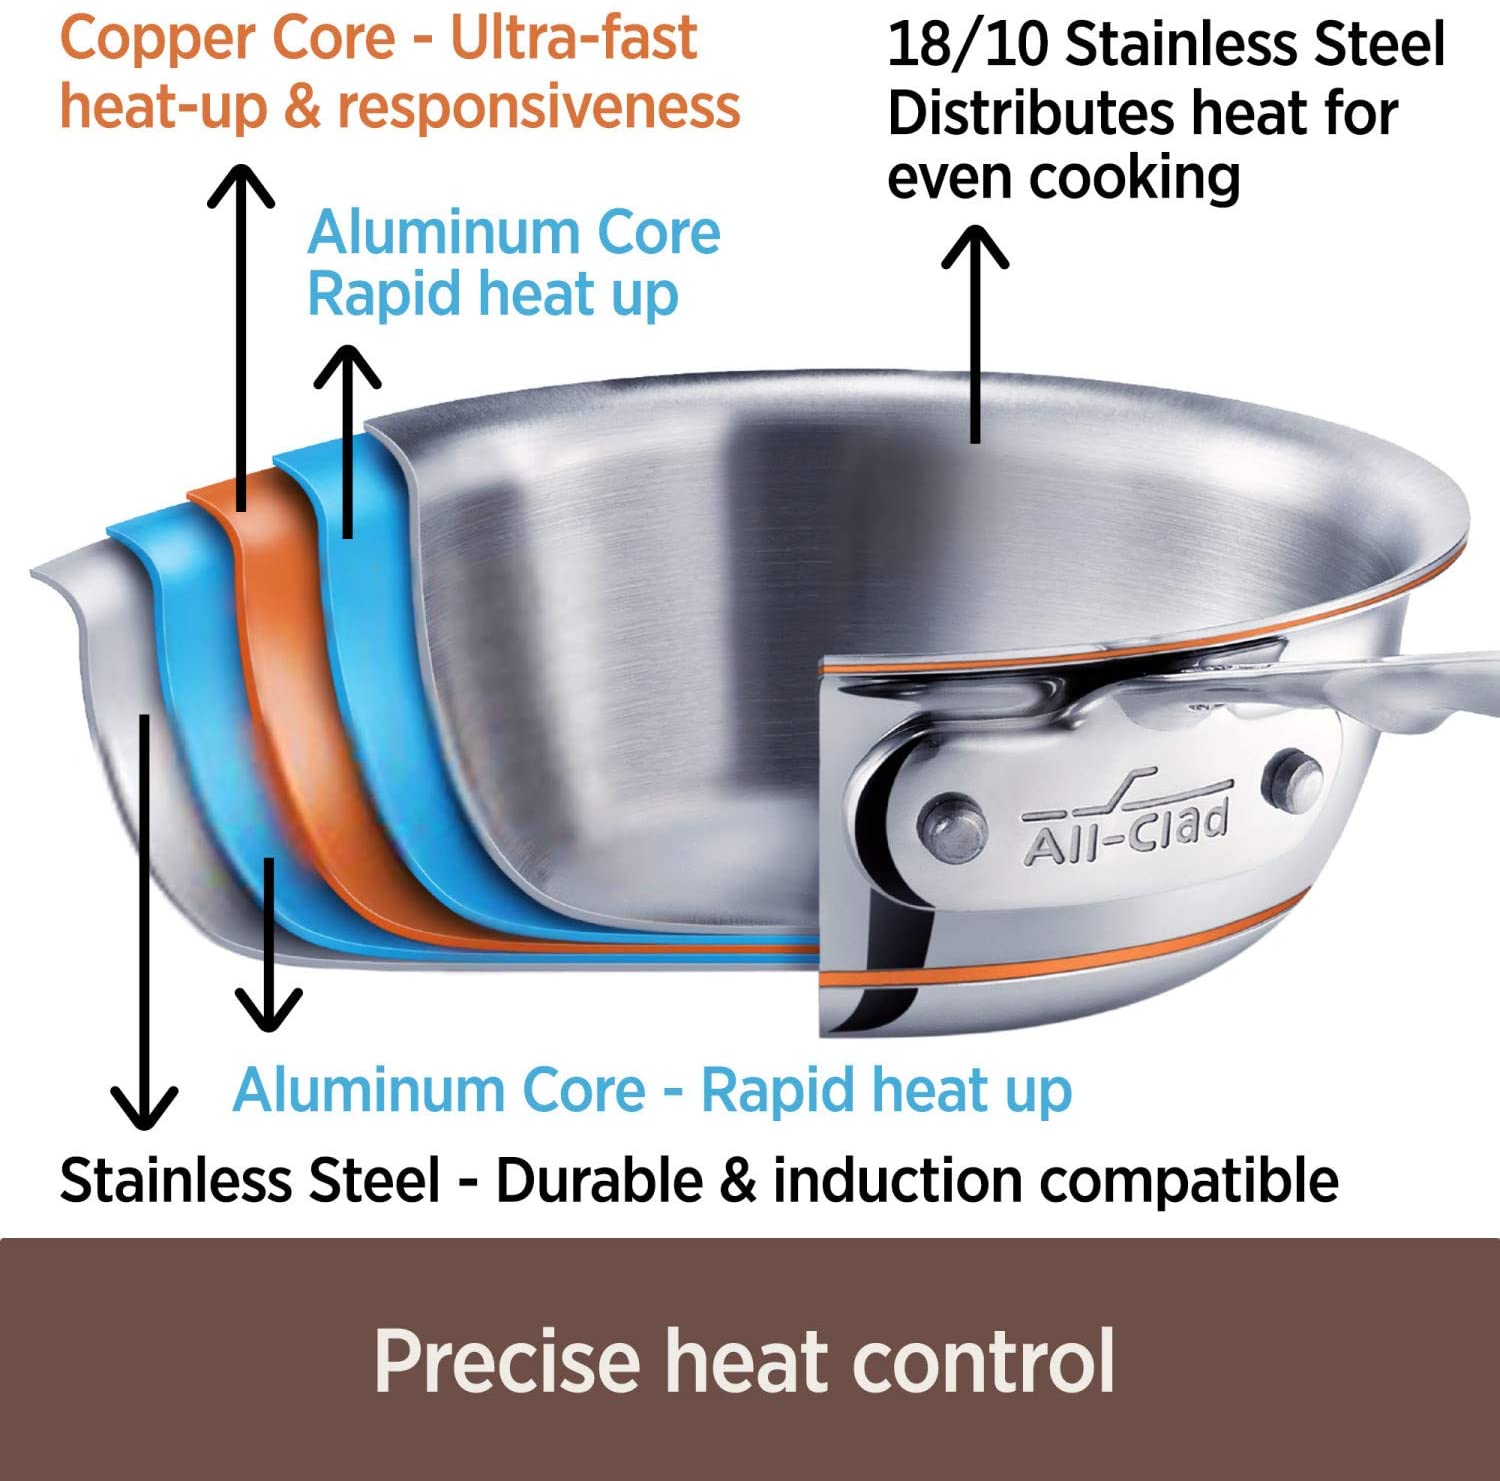 Copper Core - Ultra-fast
heat-up & responsiveness
18/10 Stainless Steel
Distributes heat for
even cooking
Aluminum Core
Rapid heat up
All-Clad
Aluminum Core - Rapid heat up
Stainless Steel - Durable & induction compatible
Precise heat control